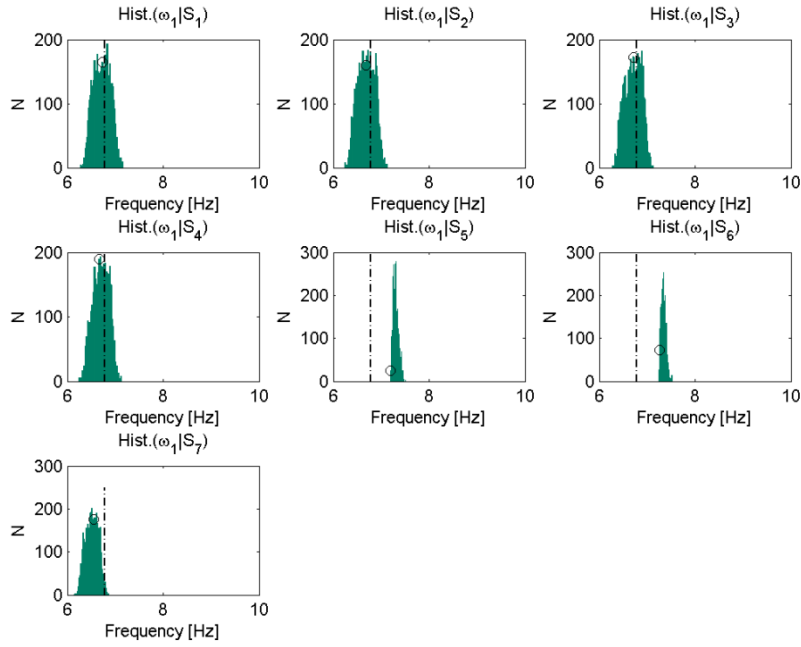 Hist.(ω₁|S₁) Hist.(ω₁|S₂) Hist.(ω₁|S₃)
200 200 200
N N N
100 100 100
0 0 0
6 8 10 6 8 10 6 8 10
Frequency [Hz] Frequency [Hz] Frequency [Hz]
Hist.(ω₁|S₄) Hist.(ω₁|S₅) Hist.(ω₁|S₆)
200 300 300
N N N
100 200 200
100 100
0 0 0
6 8 10 6 8 10 6 8 10
Frequency [Hz] Frequency [Hz] Frequency [Hz]
Hist.(ω₁|S₇)
300
200
N
100
0
6 8 10
Frequency [Hz]